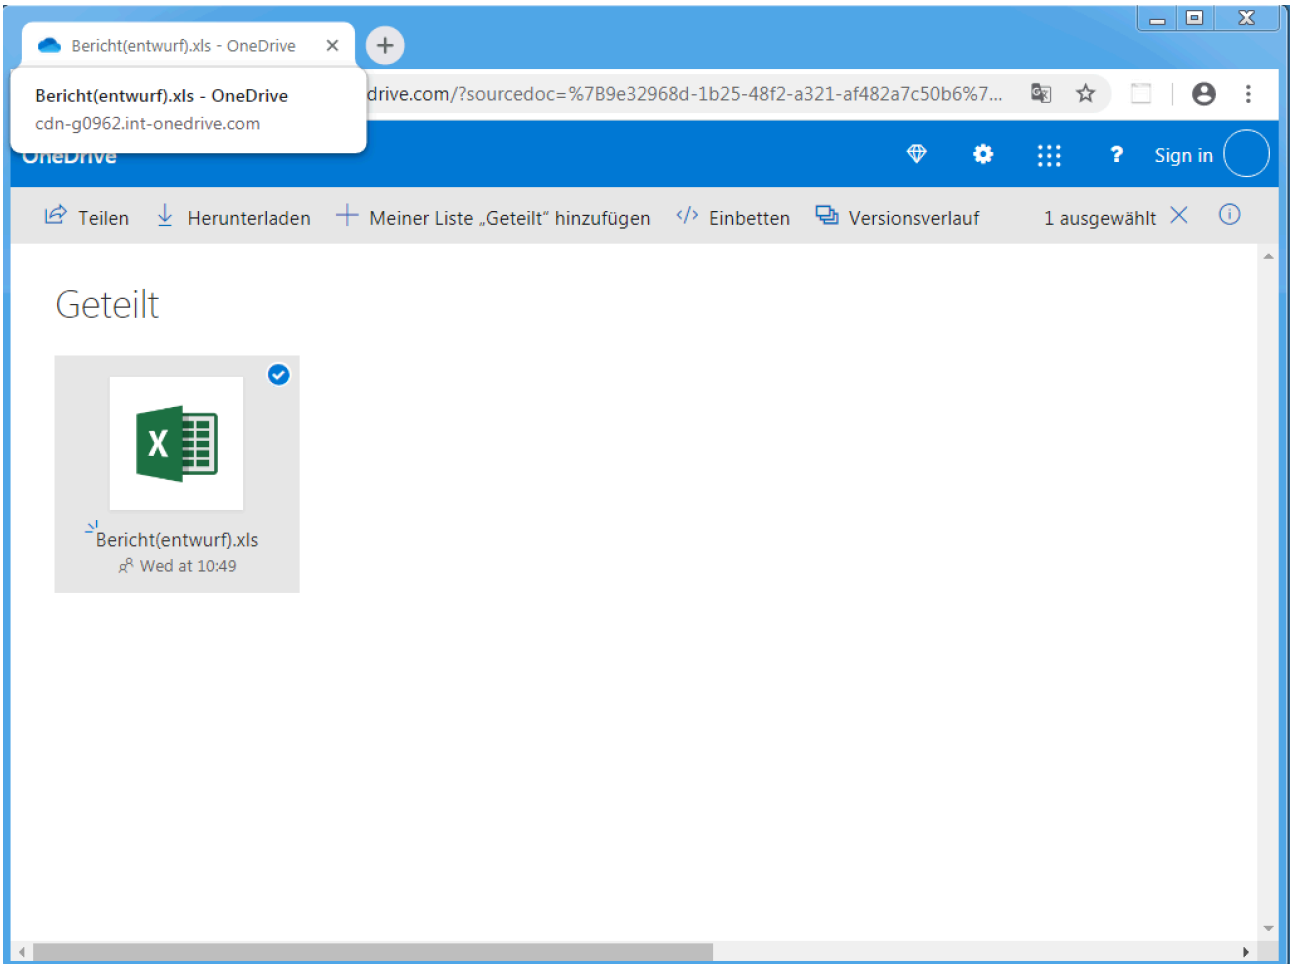 Bericht(entwurf).xls - OneDrive
Bericht(entwurf).xls - OneDrive
cdn-g0962.int-onedrive.com
drive.com/?sourcedoc=%7B9e32968d-1b25-48f2-a321-af482a7c50b6%7...
OneDrive
Sign in
Teilen Herunterladen Meiner Liste „Geteilt“ hinzufügen Einbetten Versionsverlauf 1 ausgewählt
Geteilt
Bericht(entwurf).xls
Wed at 10:49